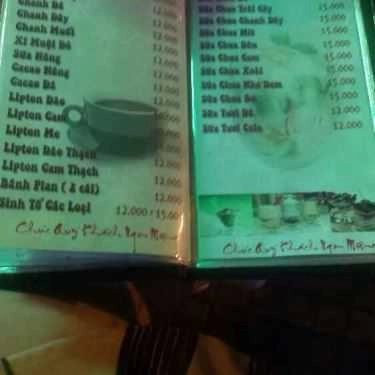 Chanh Đá
Chanh Dây 12.000
Chanh Muối 12.000
Xí Muội Đá 12.000
Sữa Nóng 12.000
Cacao Nóng 12.000
Cacao Đá 12.000
Lipton Đào 12.000
Lipton Cam 12.000
Lipton Me 12.000
Lipton Đào Thạch 12.000
Lipton Cam Thạch 12.000
Bánh Flan ( 2 cái) 12.000
Sinh Tố Các Loại 12.000 / 15.000
Chúc Quý Khách Ngon Miệng
Sữa Chua Trái Cây 15.000
Sữa Chua Chanh Dây 15.000
Sữa Chua Mít 15.000
Sữa Chua Dâu 15.000
Sữa Chua Cam 15.000
Sữa Chua Xoài 15.000
Sữa Chua Nha Đam 15.000
Sữa Chua Bơ 15.000
Sữa Tươi Đá 12.000
Sữa Tươi Cafe 12.000
Chúc Quý Khách Ngon Miệng